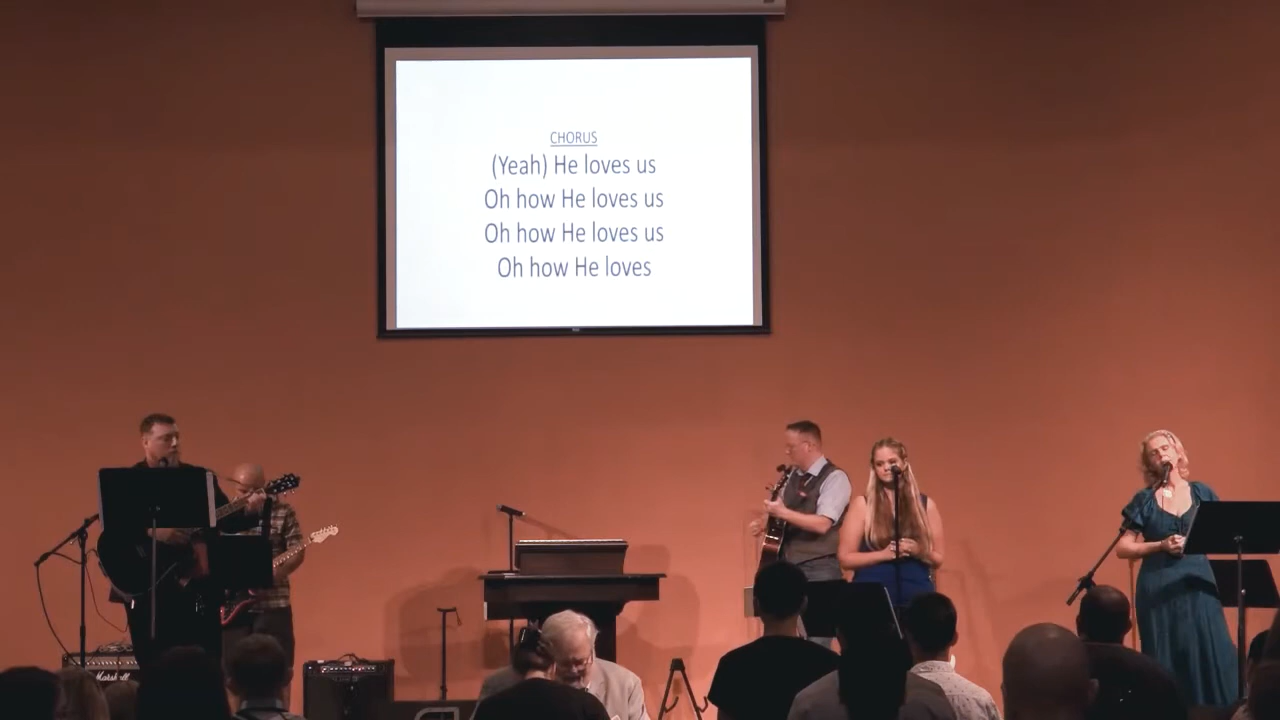 CHORUS
(Yeah) He loves us
Oh how He loves us
Oh how He loves us
Oh how He loves
Marshall